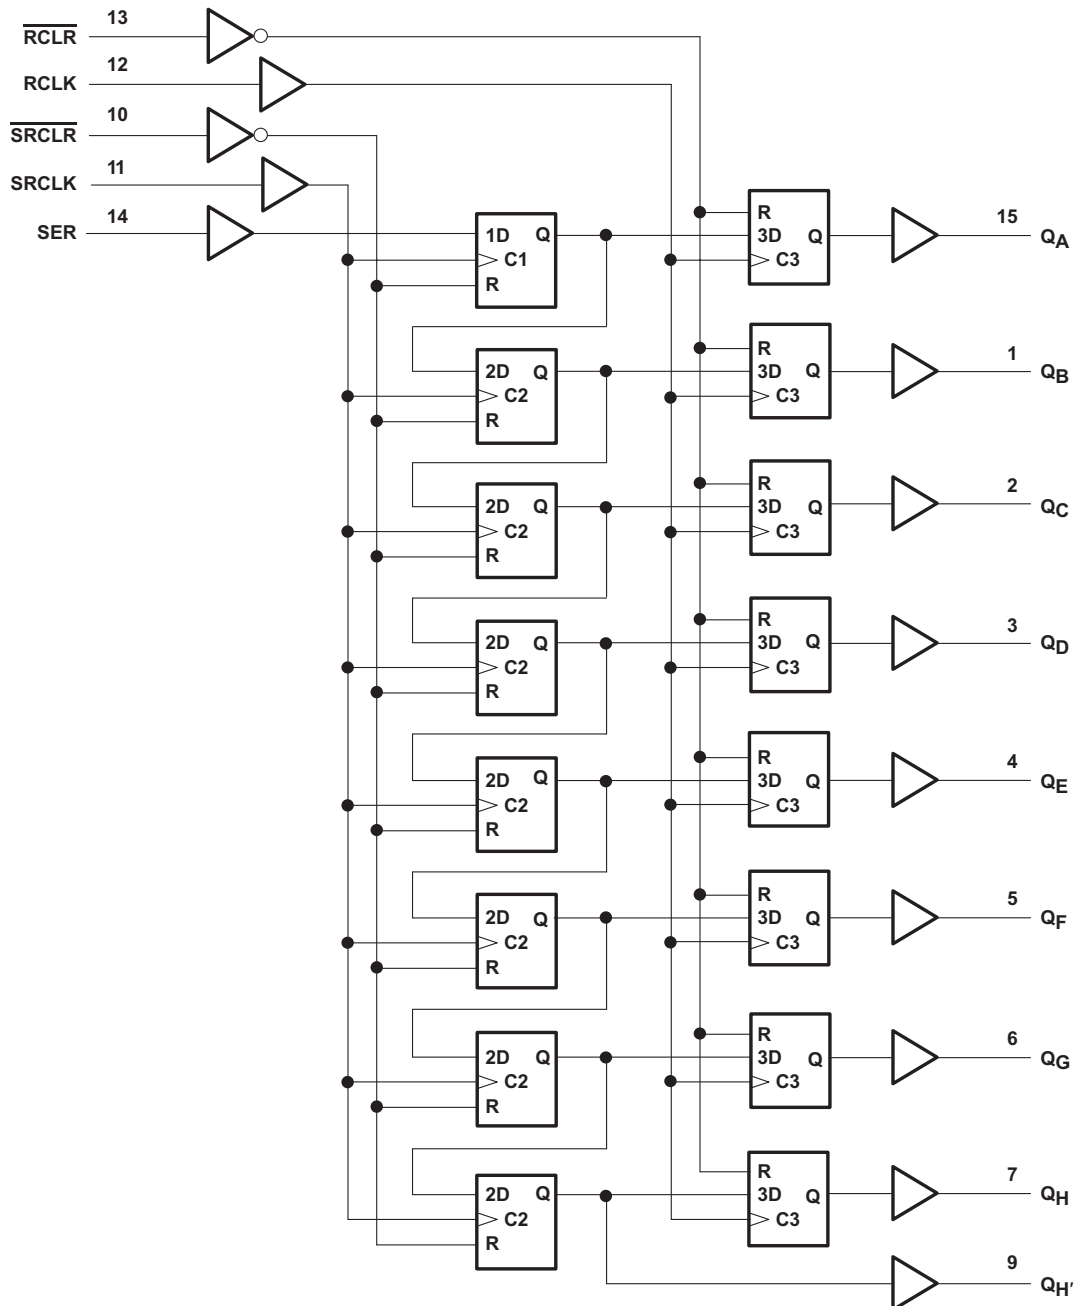 RCLR 13
RCLK 12
SRCLR 10
SRCLK 11
SER 14
1D Q
C1
R
R
3D Q
C3
15 QA
2D Q
C2
R
R
3D Q
C3
1 QB
2D Q
C2
R
R
3D Q
C3
2 QC
2D Q
C2
R
R
3D Q
C3
3 QD
2D Q
C2
R
R
3D Q
C3
4 QE
2D Q
C2
R
R
3D Q
C3
5 QF
2D Q
C2
R
R
3D Q
C3
6 QG
2D Q
C2
R
R
3D Q
C3
7 QH
9 QH′